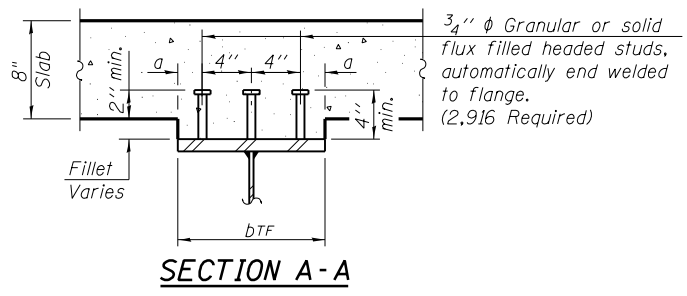 3/4" φ Granular or solid
flux filled headed studs,
automatically end welded
to flange.
(2,916 Required)
8"
Slab
2" min.
a
4"
4"
a
4"
min.
Fillet
Varies
bTF
SECTION A-A